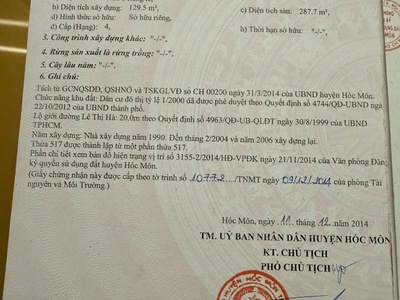 b) Diện tích xây dựng: 129.5 m²,
c) Diện tích sàn: 287.7 m²,
d) Hình thức sở hữu: Sở hữu riêng,
đ) Cấp (Hạng): 4,
h) Thời hạn sở hữu: "-/-".
3. Công trình xây dựng khác: "-/-".
4. Rừng sản xuất là rừng trồng: "-/-".
5. Cây lâu năm: "-/-".
6. Ghi chú:
Tách từ GCNQSDĐ, QSHNỞ và TSKGLVĐ số CH 00200 ngày 31/3/2014 của UBND huyện Hóc Môn.
Chức năng khu đất: Dân cư đô thị tỷ lệ 1/2000 đã được phê duyệt theo Quyết định số 4744/QĐ-UBND ngà
22/10/2012 của UBND thành phố.
Lộ giới đường Lê Thị Hà: 20.0m theo Quyết định số 4963/QĐ-UB-QLĐT ngày 30/8/1999 của UBND
TPHCM.
Năm xây dựng: Nhà xây dựng năm 1990. Đến tháng 2/2004 và năm 2006 xây dựng lại.
Thửa 517 được thành lập từ một phần thửa 517.
Phần chi tiết xem bản đồ hiện trạng vị trí số 3155-2/2014/HĐ-VPĐK ngày 21/11/2014 của Văn phòng Đăn
ký quyền sử dụng đất huyện Hóc Môn.
(Giấy chứng nhận này được cấp theo tờ trình số 10772/TNMT ngày 09/12/2014 của phòng Tài
nguyên và Môi Trường.)
Hóc Môn, ngày 11 tháng 12 năm 2014
TM. UỶ BAN NHÂN DÂN HUYỆN HÓC MÔN
KT. CHỦ TỊCH
PHÓ CHỦ TỊCH